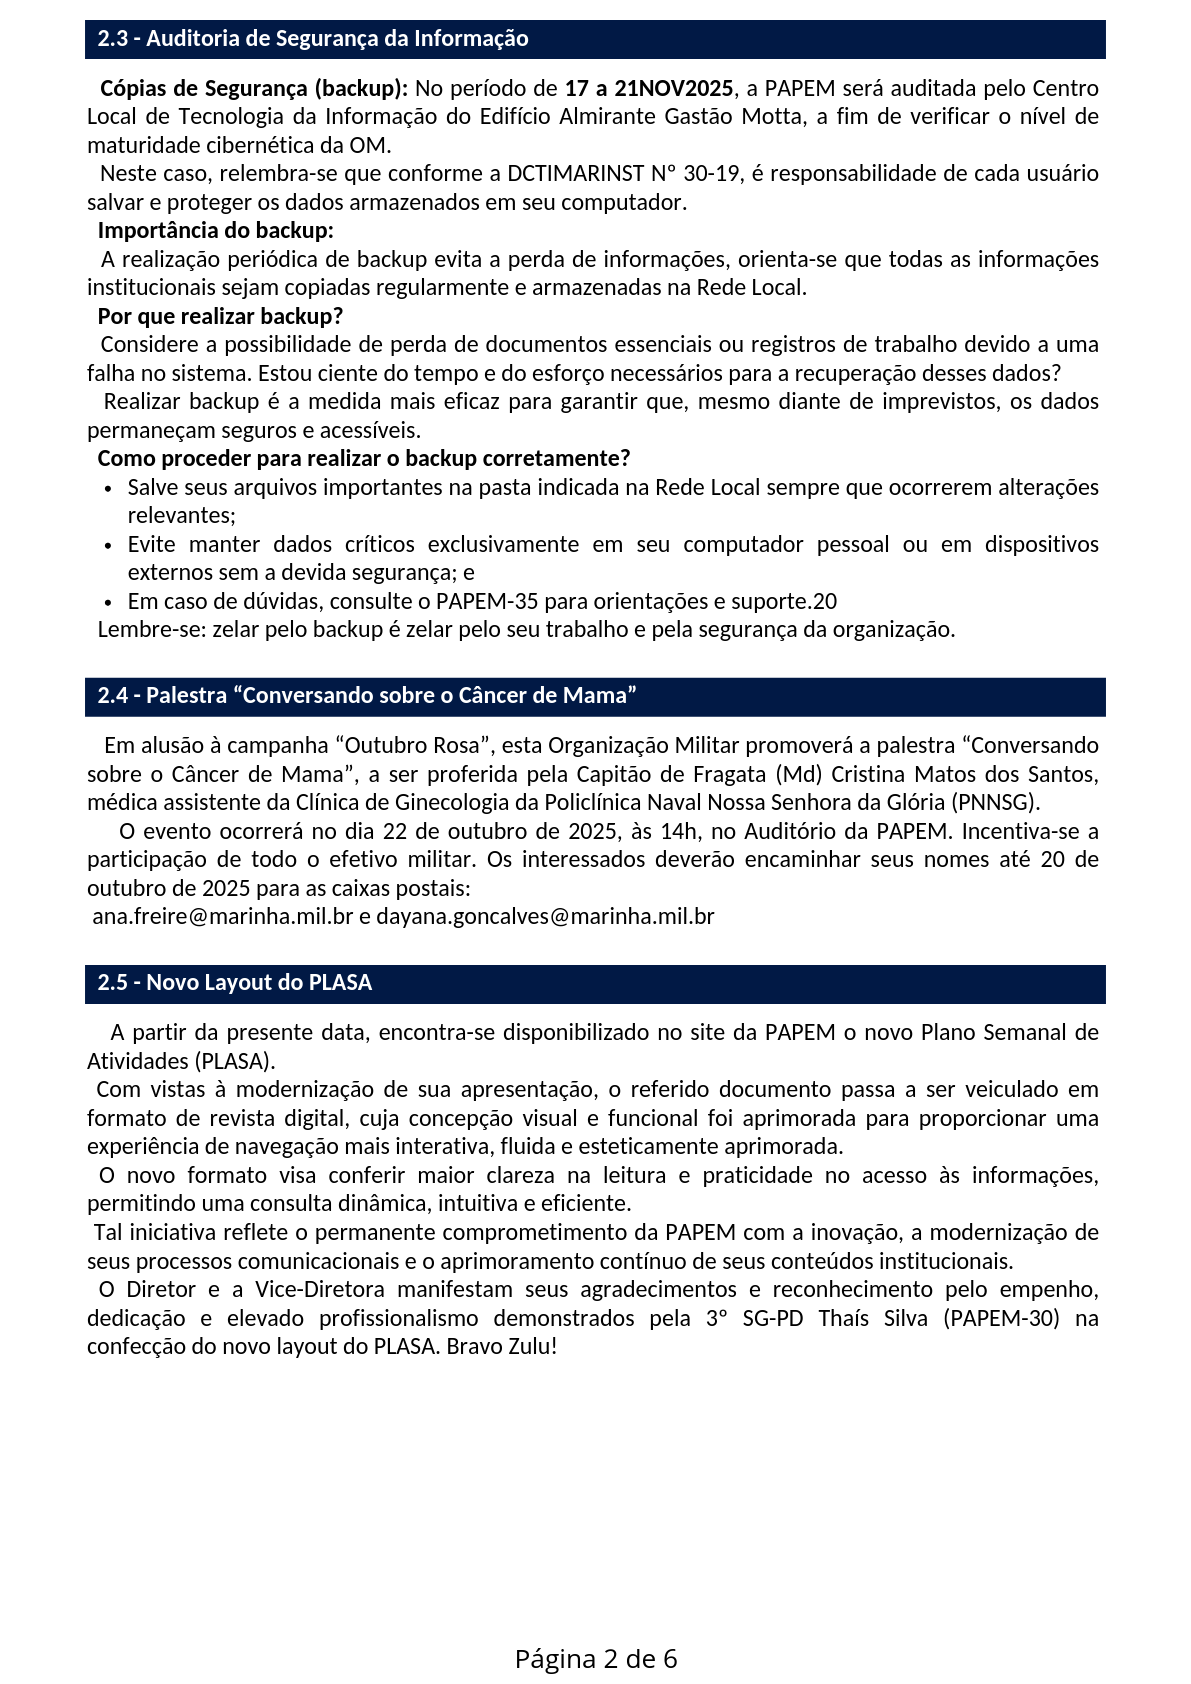 2.3 - Auditoria de Segurança da Informação
Cópias de Segurança (backup): No período de 17 a 21NOV2025, a PAPEM será auditada pelo Centro
Local de Tecnologia da Informação do Edifício Almirante Gastão Motta, a fim de verificar o nível de
maturidade cibernética da OM.
Neste caso, relembra-se que conforme a DCTIMARINST Nº 30-19, é responsabilidade de cada usuário
salvar e proteger os dados armazenados em seu computador.
Importância do backup:
A realização periódica de backup evita a perda de informações, orienta-se que todas as informações
institucionais sejam copiadas regularmente e armazenadas na Rede Local.
Por que realizar backup?
Considere a possibilidade de perda de documentos essenciais ou registros de trabalho devido a uma
falha no sistema. Estou ciente do tempo e do esforço necessários para a recuperação desses dados?
Realizar backup é a medida mais eficaz para garantir que, mesmo diante de imprevistos, os dados
permaneçam seguros e acessíveis.
Como proceder para realizar o backup corretamente?
• Salve seus arquivos importantes na pasta indicada na Rede Local sempre que ocorrerem alterações
relevantes;
• Evite manter dados críticos exclusivamente em seu computador pessoal ou em dispositivos
externos sem a devida segurança; e
• Em caso de dúvidas, consulte o PAPEM-35 para orientações e suporte.20
Lembre-se: zelar pelo backup é zelar pelo seu trabalho e pela segurança da organização.
2.4 - Palestra “Conversando sobre o Câncer de Mama”
Em alusão à campanha “Outubro Rosa”, esta Organização Militar promoverá a palestra “Conversando
sobre o Câncer de Mama”, a ser proferida pela Capitão de Fragata (Md) Cristina Matos dos Santos,
médica assistente da Clínica de Ginecologia da Policlínica Naval Nossa Senhora da Glória (PNNSG).
O evento ocorrerá no dia 22 de outubro de 2025, às 14h, no Auditório da PAPEM. Incentiva-se a
participação de todo o efetivo militar. Os interessados deverão encaminhar seus nomes até 20 de
outubro de 2025 para as caixas postais:
ana.freire@marinha.mil.br e dayana.goncalves@marinha.mil.br
2.5 - Novo Layout do PLASA
A partir da presente data, encontra-se disponibilizado no site da PAPEM o novo Plano Semanal de
Atividades (PLASA).
Com vistas à modernização de sua apresentação, o referido documento passa a ser veiculado em
formato de revista digital, cuja concepção visual e funcional foi aprimorada para proporcionar uma
experiência de navegação mais interativa, fluida e esteticamente aprimorada.
O novo formato visa conferir maior clareza na leitura e praticidade no acesso às informações,
permitindo uma consulta dinâmica, intuitiva e eficiente.
Tal iniciativa reflete o permanente comprometimento da PAPEM com a inovação, a modernização de
seus processos comunicacionais e o aprimoramento contínuo de seus conteúdos institucionais.
O Diretor e a Vice-Diretora manifestam seus agradecimentos e reconhecimento pelo empenho,
dedicação e elevado profissionalismo demonstrados pela 3º SG-PD Thaís Silva (PAPEM-30) na
confecção do novo layout do PLASA. Bravo Zulu!
Página 2 de 6